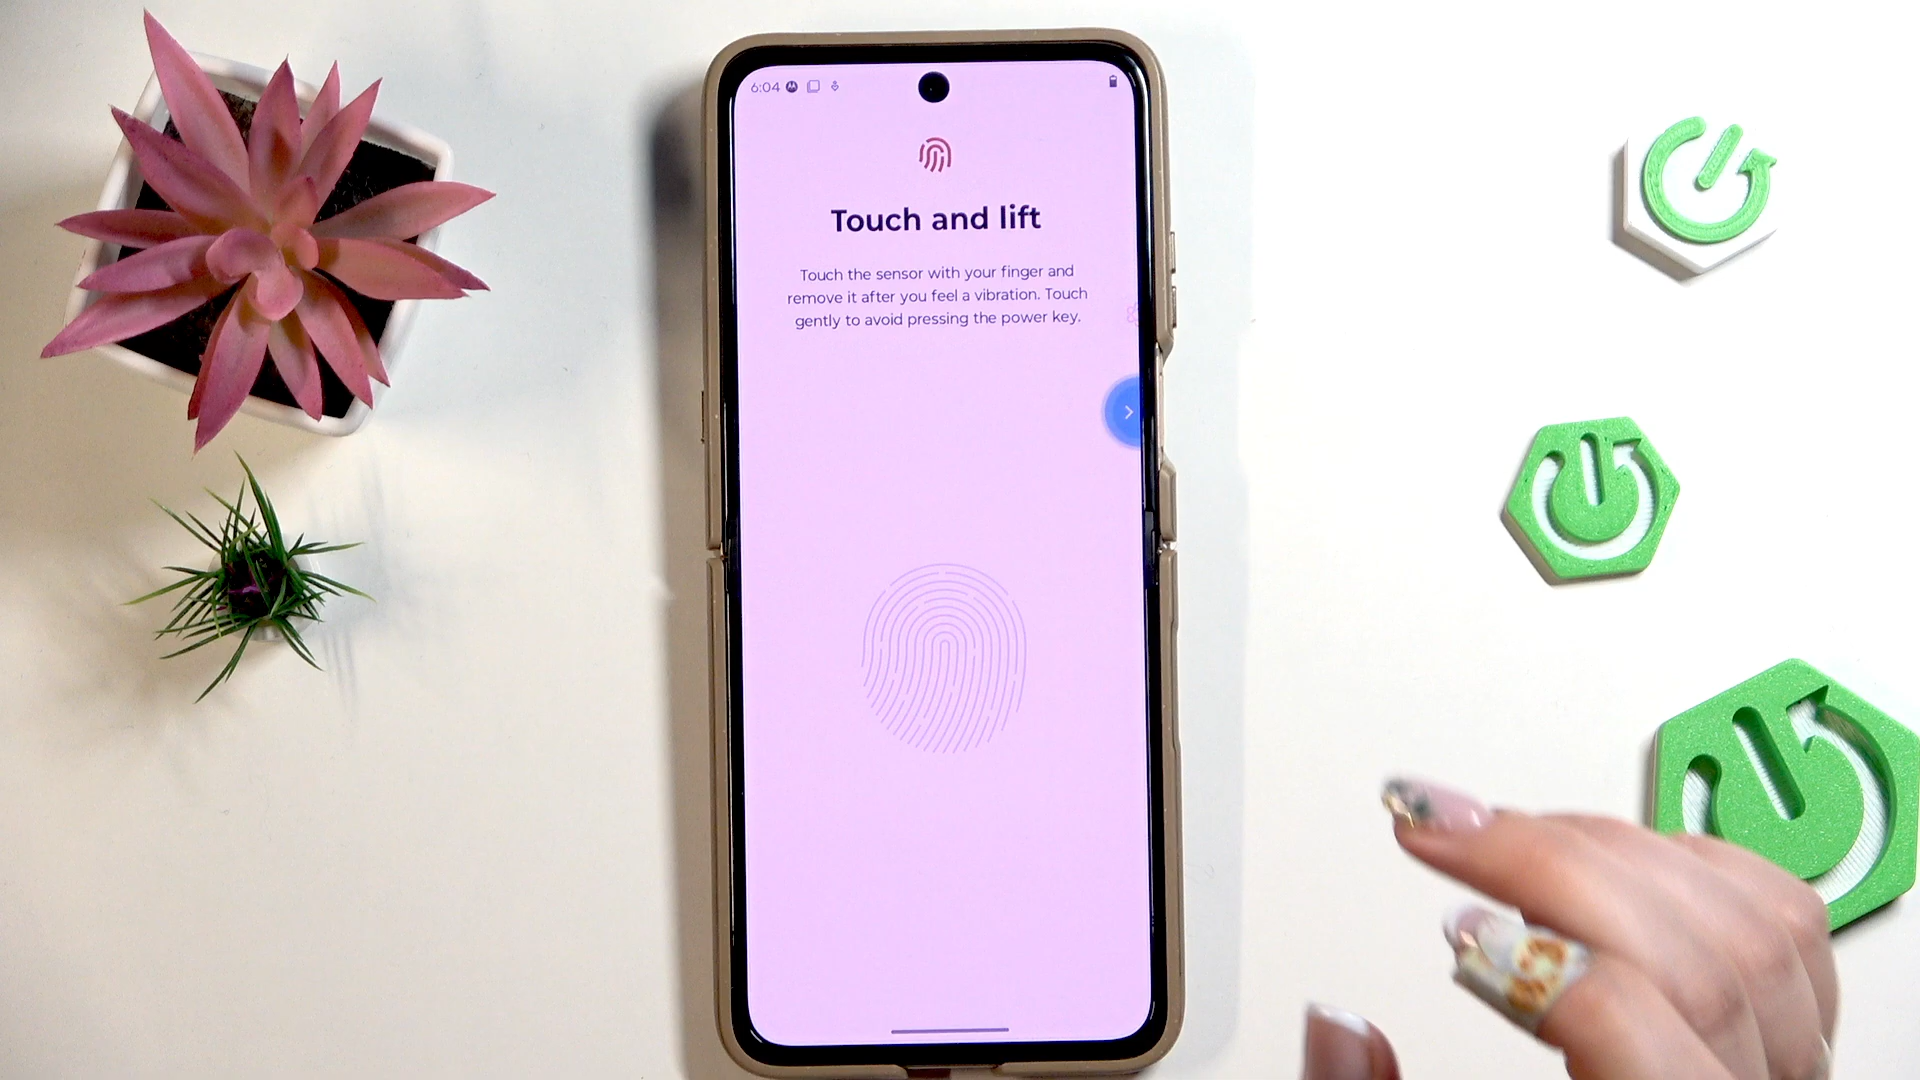 6:04
Touch and lift
Touch the sensor with your finger and
remove it after you feel a vibration. Touch
gently to avoid pressing the power key.